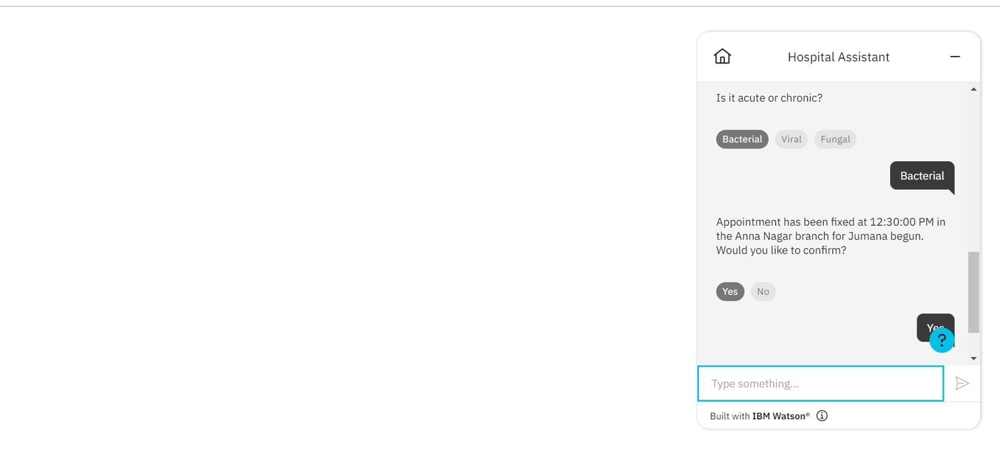 Hospital Assistant
Is it acute or chronic?
Bacterial Viral Fungal
Bacterial
Appointment has been fixed at 12:30:00 PM in
the Anna Nagar branch for Jumana begun.
Would you like to confirm?
Yes No
Yes
?
Type something...
Built with IBM Watson®